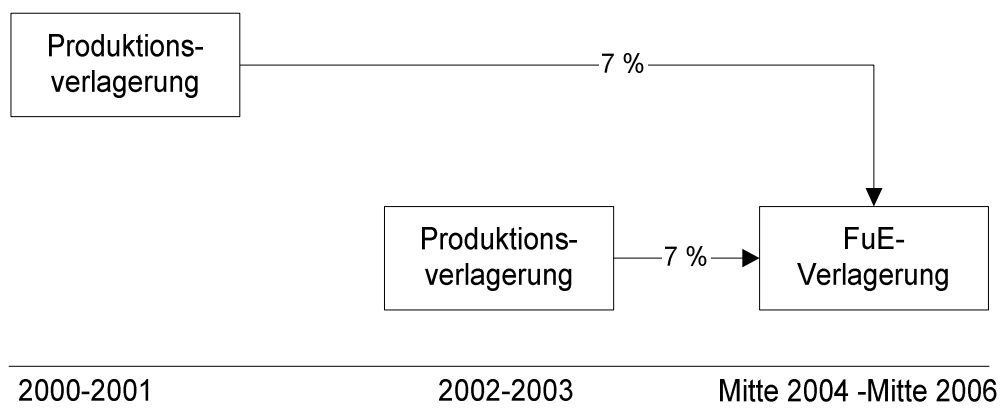 Produktions-
verlagerung
7 %
Produktions-
verlagerung
7 %
FuE-
Verlagerung
2000-2001
2002-2003
Mitte 2004 -Mitte 2006